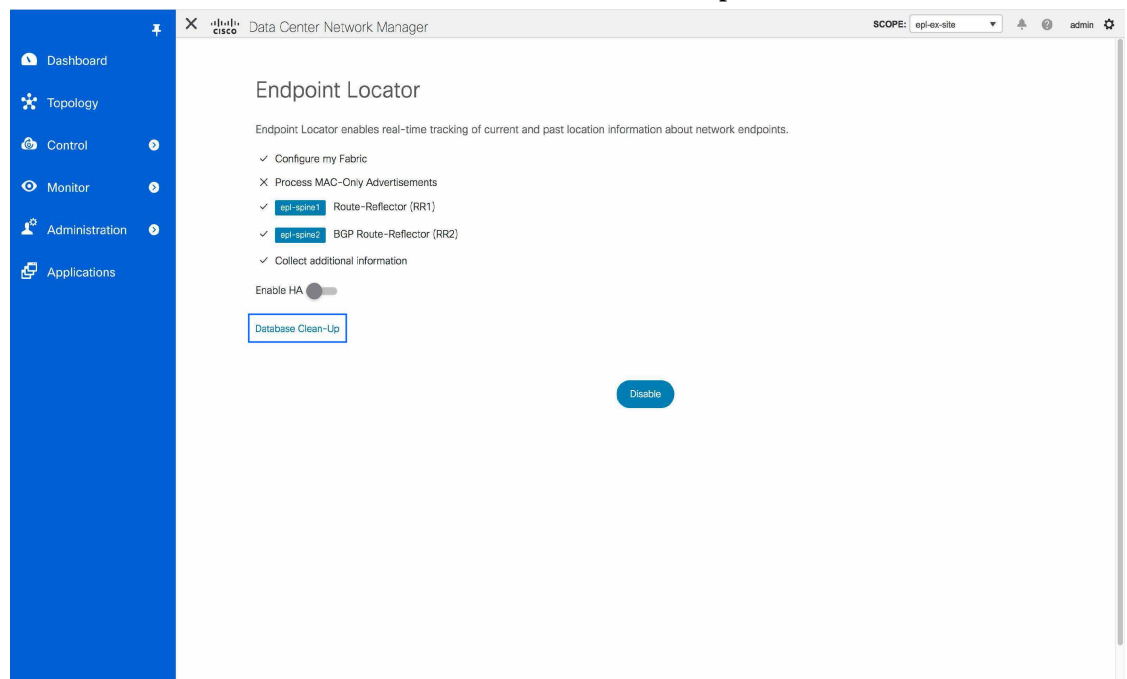 cisco Data Center Network Manager
SCOPE: epl-ex-site
admin
Dashboard
Topology
Control
Monitor
Administration
Applications
Endpoint Locator
Endpoint Locator enables real-time tracking of current and past location information about network endpoints.
Configure my Fabric
Process MAC-Only Advertisements
epl-spine1 Route-Reflector (RR1)
epl-spine2 BGP Route-Reflector (RR2)
Collect additional information
Enable HA
Database Clean-Up
Disable